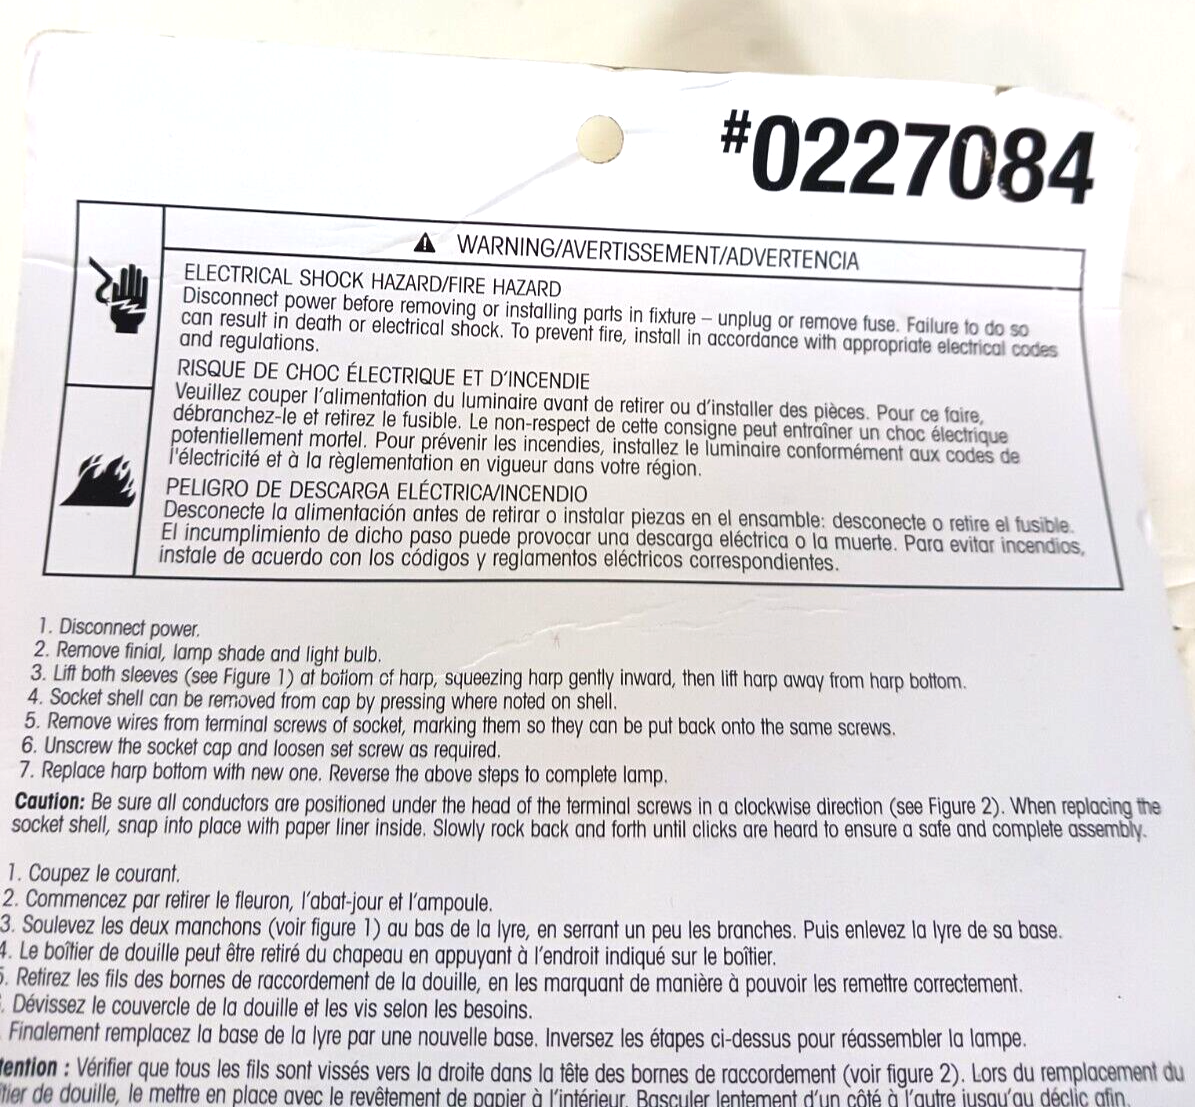 #0227084
WARNING/AVERTISSEMENT/ADVERTENCIA
ELECTRICAL SHOCK HAZARD/FIRE HAZARD
Disconnect power before removing or installing parts in fixture – unplug or remove fuse. Failure to do so
can result in death or electrical shock. To prevent fire, install in accordance with appropriate electrical codes
and regulations.
RISQUE DE CHOC ÉLECTRIQUE ET D'INCENDIE
Veuillez couper l'alimentation du luminaire avant de retirer ou d'installer des pièces. Pour ce faire,
débranchez-le et retirez le fusible. Le non-respect de cette consigne peut entraîner un choc électrique
potentiellement mortel. Pour prévenir les incendies, installez le luminaire conformément aux codes de
l'électricité et à la règlementation en vigueur dans votre région.
PELIGRO DE DESCARGA ELÉCTRICA/INCENDIO
Desconecte la alimentación antes de retirar o instalar piezas en el ensamble: desconecte o retire el fusible.
El incumplimiento de dicho paso puede provocar una descarga eléctrica o la muerte. Para evitar incendios,
instale de acuerdo con los códigos y reglamentos eléctricos correspondientes.
1. Disconnect power.
2. Remove finial, lamp shade and light bulb.
3. Lift both sleeves (see Figure 1) at bottom of harp, squeezing harp gently inward, then lift harp away from harp bottom.
4. Socket shell can be removed from cap by pressing where noted on shell.
5. Remove wires from terminal screws of socket, marking them so they can be put back onto the same screws.
6. Unscrew the socket cap and loosen set screw as required.
7. Replace harp bottom with new one. Reverse the above steps to complete lamp.
Caution: Be sure all conductors are positioned under the head of the terminal screws in a clockwise direction (see Figure 2). When replacing the
socket shell, snap into place with paper liner inside. Slowly rock back and forth until clicks are heard to ensure a safe and complete assembly.
1. Coupez le courant.
2. Commencez par retirer le fleuron, l'abat-jour et l'ampoule.
3. Soulevez les deux manchons (voir figure 1) au bas de la lyre, en serrant un peu les branches. Puis enlevez la lyre de sa base.
4. Le boîtier de douille peut être retiré du chapeau en appuyant à l'endroit indiqué sur le boîtier.
5. Retirez les fils des bornes de raccordement de la douille, en les marquant de manière à pouvoir les remettre correctement.
. Dévissez le couvercle de la douille et les vis selon les besoins.
Finalement remplacez la base de la lyre par une nouvelle base. Inversez les étapes ci-dessus pour réassembler la lampe.
tention : Vérifier que tous les fils sont vissés vers la droite dans la tête des bornes de raccordement (voir figure 2). Lors du remplacement du
tier de douille, le mettre en place avec le revêtement de papier à l'intérieur. Basculer lentement d'un côté à l'autre jusqu'au déclic afin.